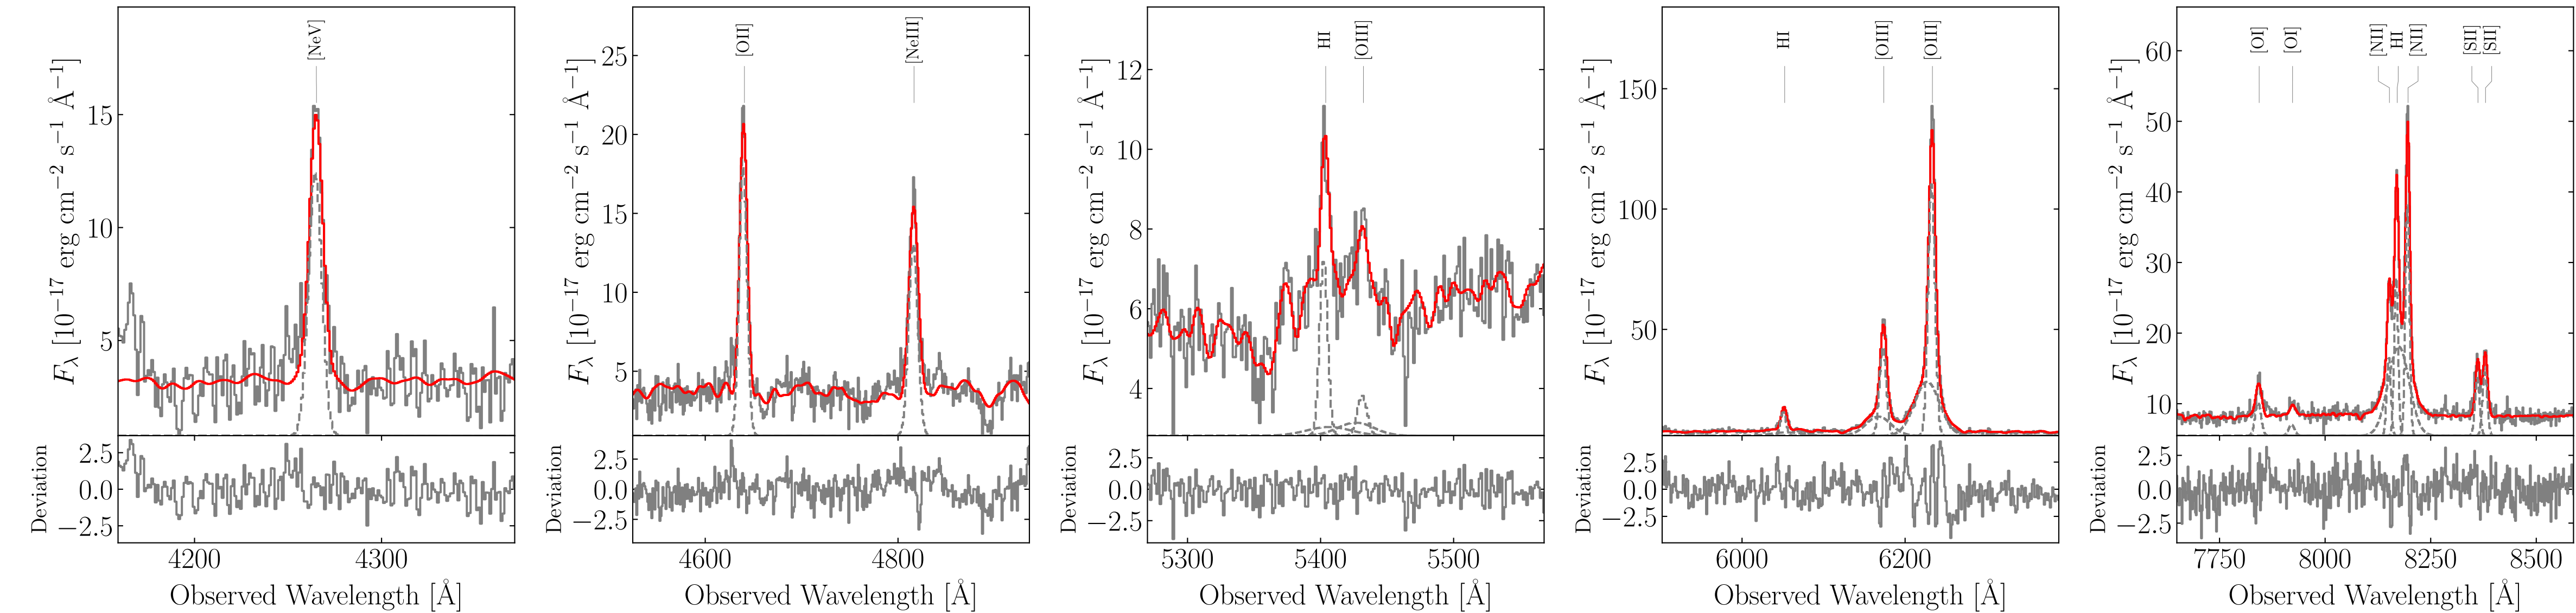 [NeV]
15
10
5
F_λ [10⁻¹⁷ erg cm⁻² s⁻¹ Å⁻¹]
2.5
0.0
−2.5
Deviation
4200 4300
Observed Wavelength [Å]
[OII] [NeIII]
25
20
15
10
5
F_λ [10⁻¹⁷ erg cm⁻² s⁻¹ Å⁻¹]
2.5
0.0
−2.5
Deviation
4600 4800
Observed Wavelength [Å]
HI [OIII]
12
10
8
6
4
F_λ [10⁻¹⁷ erg cm⁻² s⁻¹ Å⁻¹]
2.5
0.0
−2.5
Deviation
5300 5400 5500
Observed Wavelength [Å]
HI [OIII] [OIII]
150
100
50
F_λ [10⁻¹⁷ erg cm⁻² s⁻¹ Å⁻¹]
2.5
0.0
−2.5
Deviation
6000 6200
Observed Wavelength [Å]
[OI] [OI] [NII] HI [NII] [SII] [SII]
60
50
40
30
20
10
F_λ [10⁻¹⁷ erg cm⁻² s⁻¹ Å⁻¹]
2.5
0.0
−2.5
Deviation
7750 8000 8250 8500
Observed Wavelength [Å]